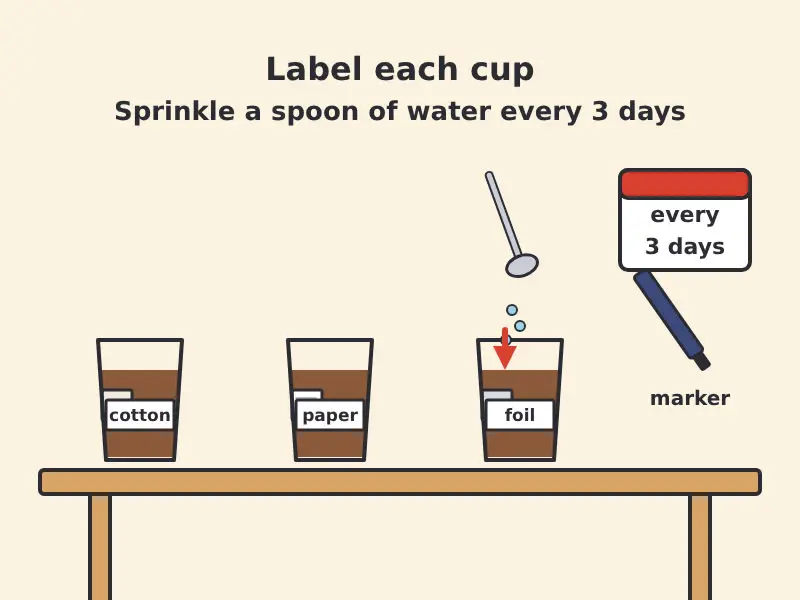 Label each cup
Sprinkle a spoon of water every 3 days
every
3 days
marker
cotton
paper
foil